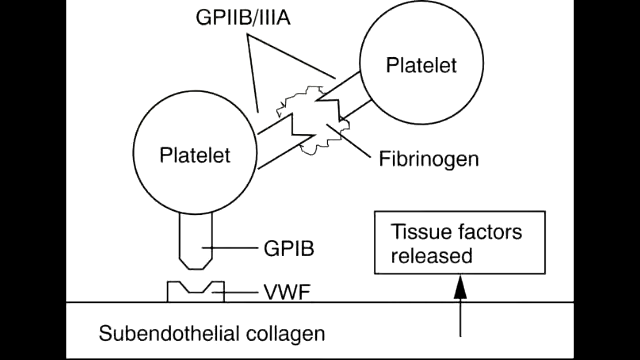 GPIIB/IIIA
Platelet
Platelet
Fibrinogen
GPIB
Tissue factors
released
VWF
Subendothelial collagen